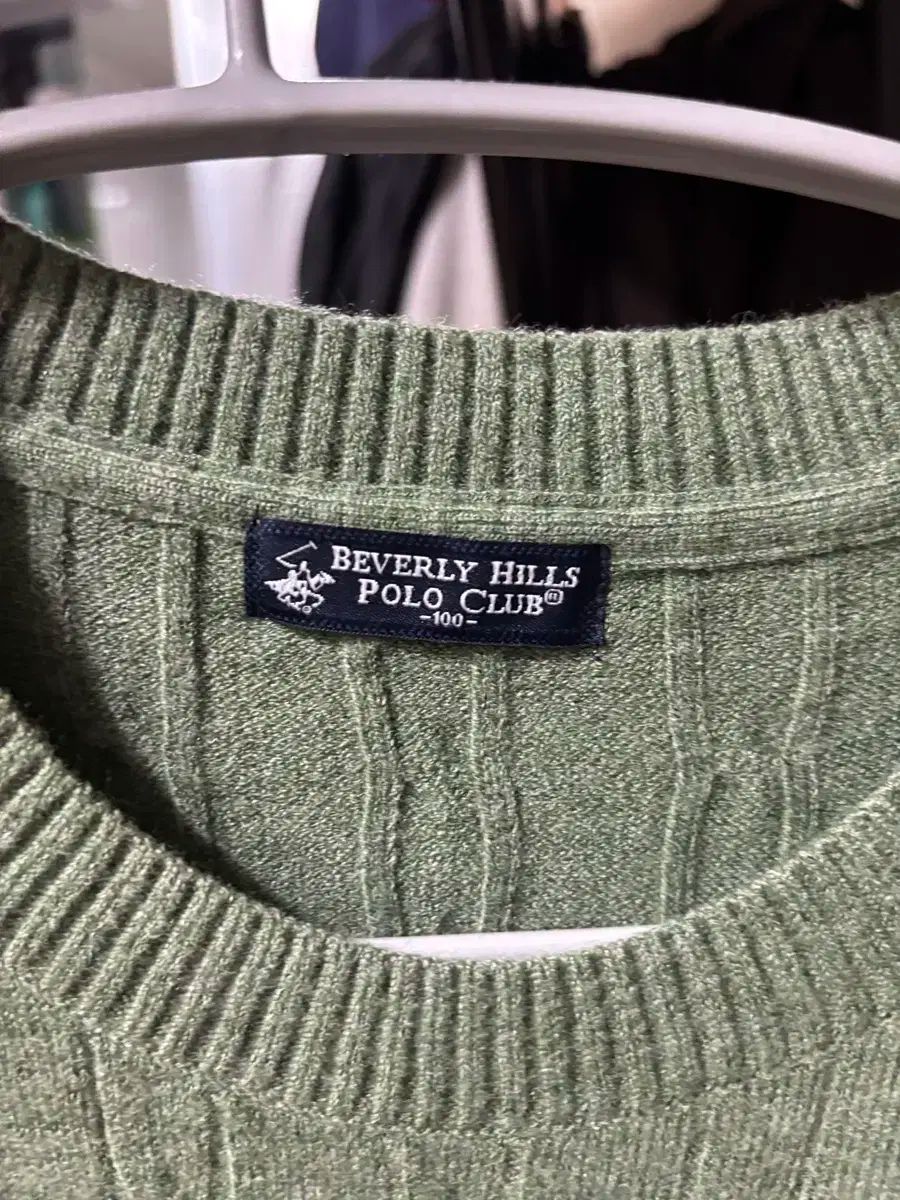 BEVERLY HILLS
POLO CLUB®
-100-